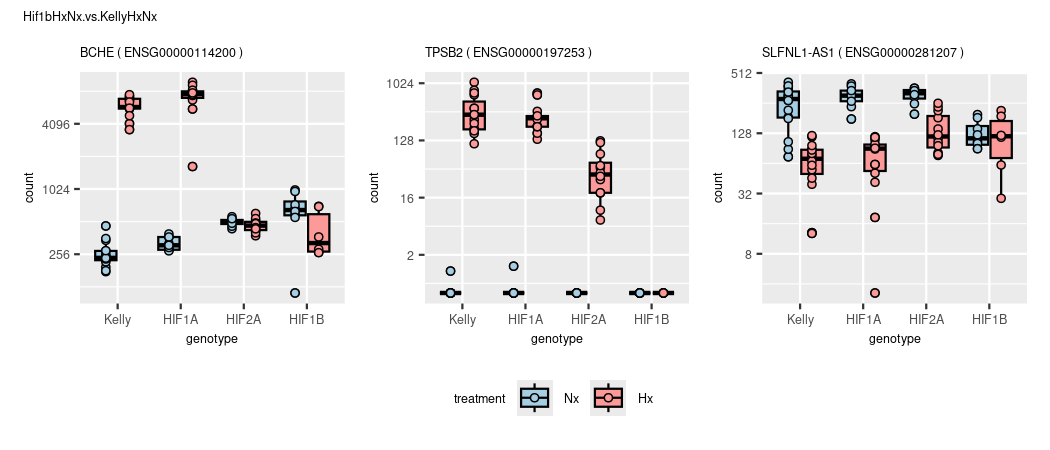 Hif1bHxNx.vs.KellyHxNx
BCHE ( ENSG00000114200 )
4096
1024
256
count
Kelly HIF1A HIF2A HIF1B
genotype
TPSB2 ( ENSG00000197253 )
1024
128
16
2
count
Kelly HIF1A HIF2A HIF1B
genotype
SLFNL1-AS1 ( ENSG00000281207 )
512
128
32
8
count
Kelly HIF1A HIF2A HIF1B
genotype
treatment Nx Hx